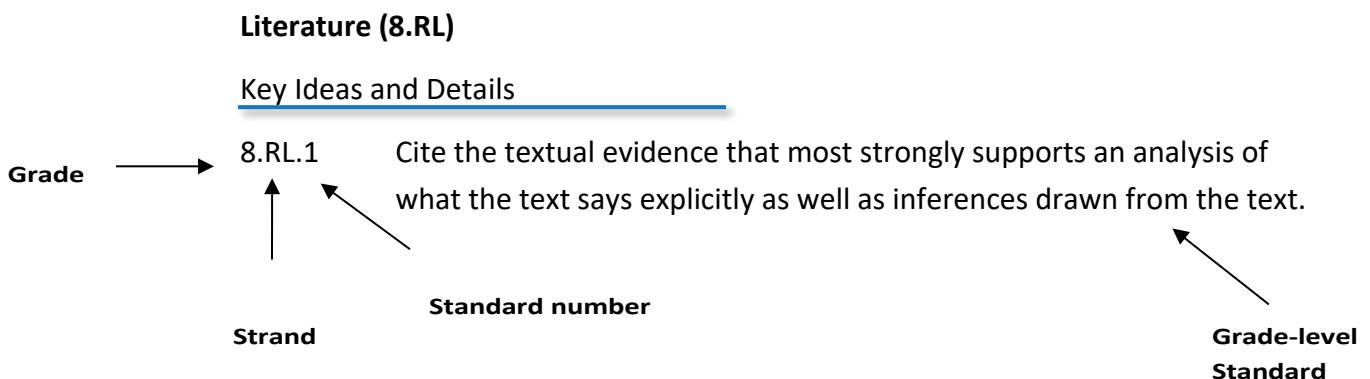 Literature (8.RL)
Key Ideas and Details
8.RL.1 Cite the textual evidence that most strongly supports an analysis of
what the text says explicitly as well as inferences drawn from the text.
Grade
Standard number
Strand
Grade-level
Standard